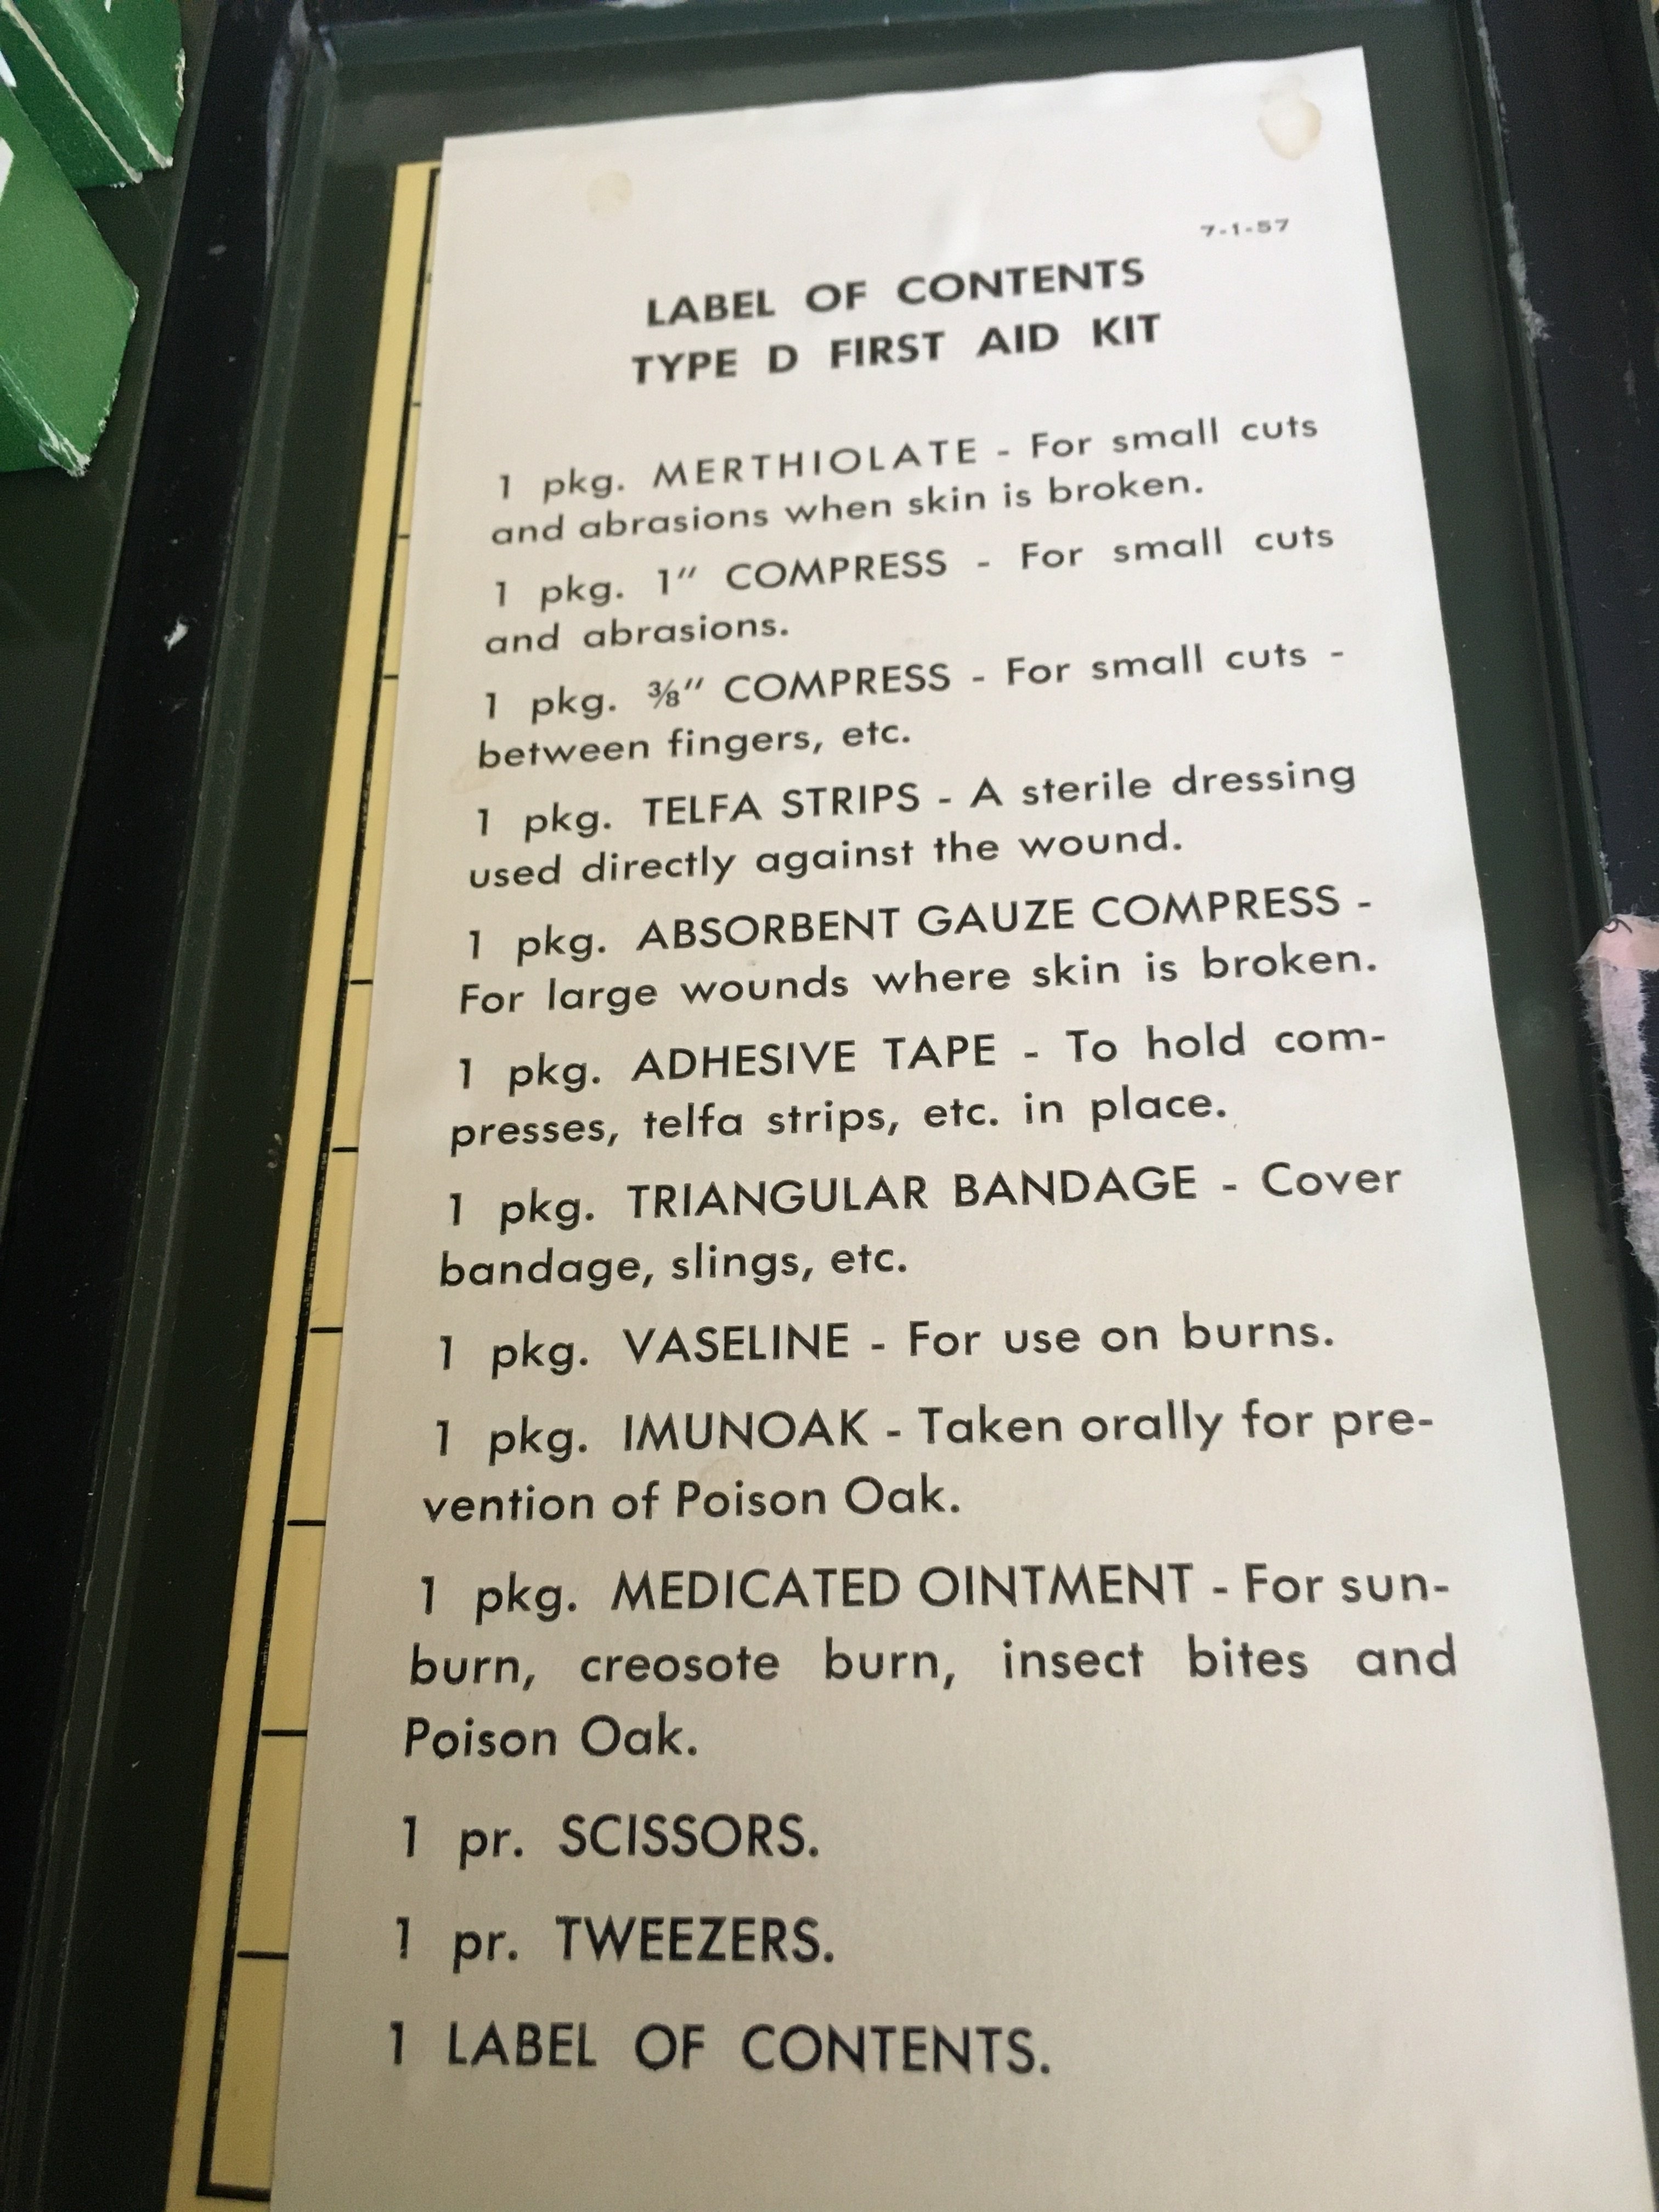 7-1-57
LABEL OF CONTENTS
TYPE D FIRST AID KIT
1 pkg. MERTHIOLATE - For small cuts
and abrasions when skin is broken.
1 pkg. 1" COMPRESS - For small cuts
and abrasions.
1 pkg. ⅜" COMPRESS - For small cuts -
between fingers, etc.
1 pkg. TELFA STRIPS - A sterile dressing
used directly against the wound.
1 pkg. ABSORBENT GAUZE COMPRESS -
For large wounds where skin is broken.
1 pkg. ADHESIVE TAPE - To hold com-
presses, telfa strips, etc. in place.
1 pkg. TRIANGULAR BANDAGE - Cover
bandage, slings, etc.
1 pkg. VASELINE - For use on burns.
1 pkg. IMUNOAK - Taken orally for pre-
vention of Poison Oak.
1 pkg. MEDICATED OINTMENT - For sun-
burn, creosote burn, insect bites and
Poison Oak.
1 pr. SCISSORS.
1 pr. TWEEZERS.
1 LABEL OF CONTENTS.